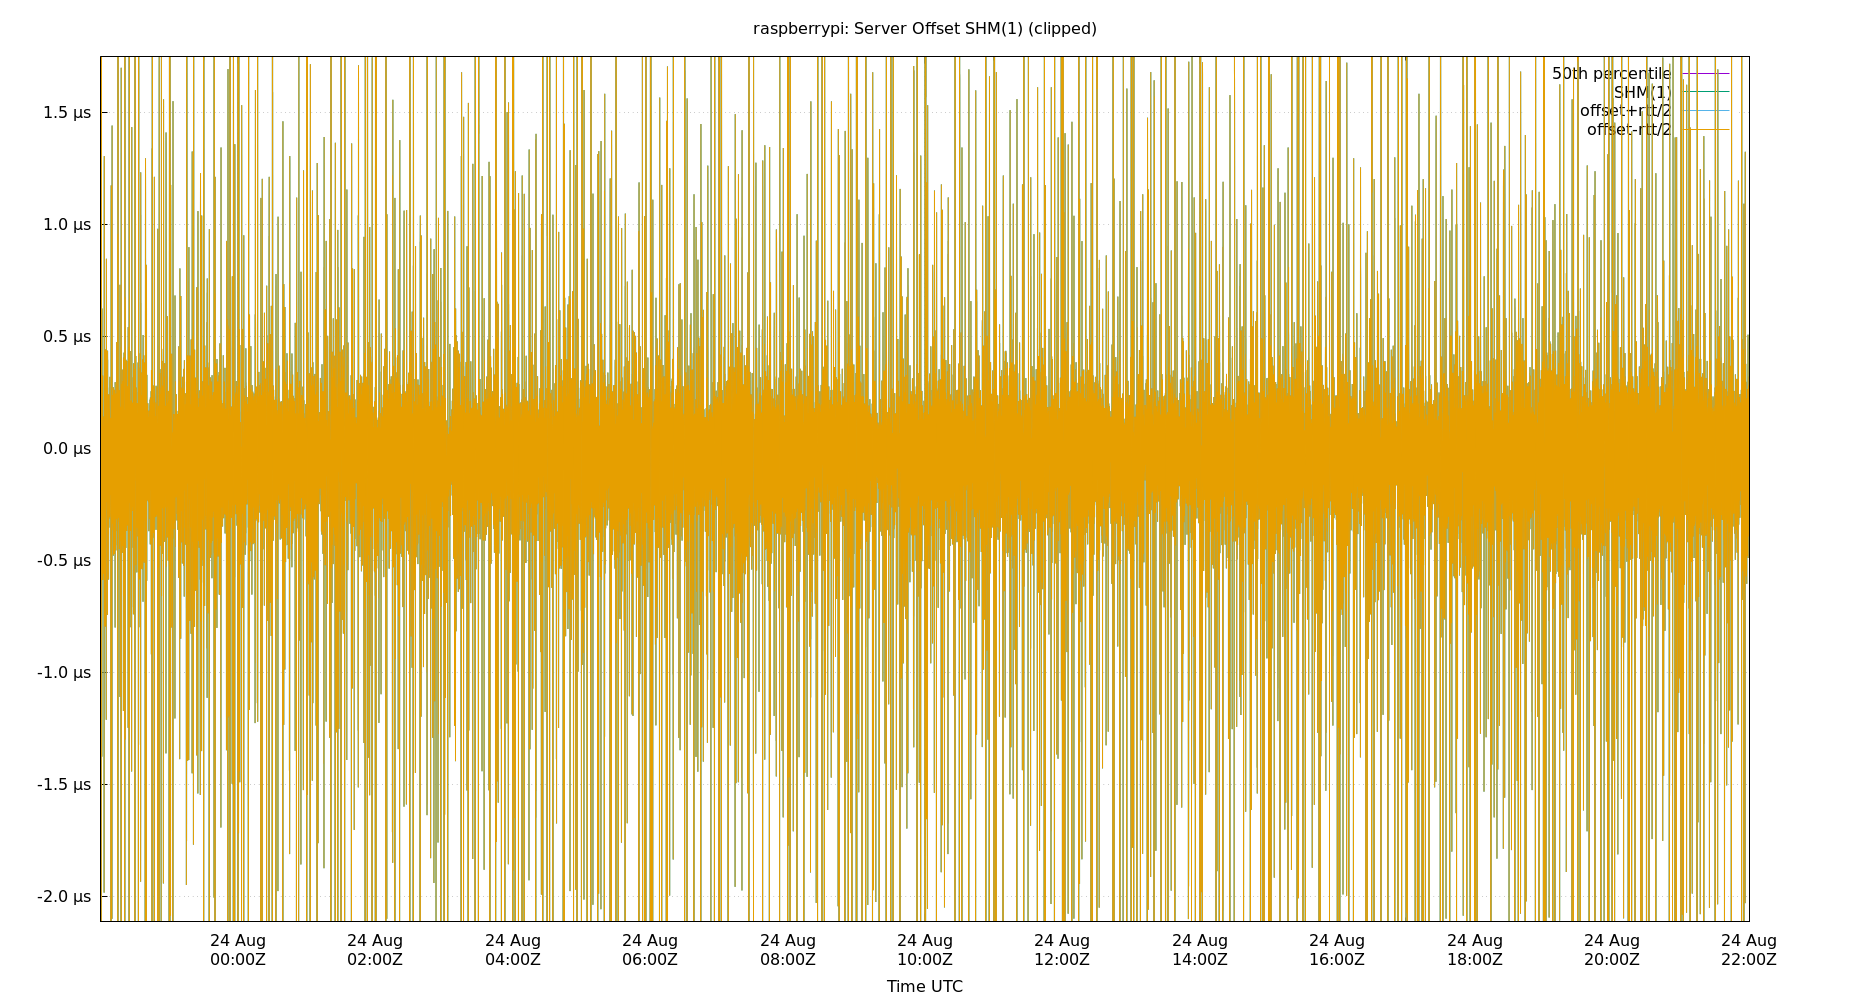 raspberrypi: Server Offset SHM(1) (clipped)
50th percentile
SHM(1)
offset+rtt/2
offset-rtt/2
1.5 µs
1.0 µs
0.5 µs
0.0 µs
-0.5 µs
-1.0 µs
-1.5 µs
-2.0 µs
24 Aug 24 Aug 24 Aug 24 Aug 24 Aug 24 Aug 24 Aug 24 Aug 24 Aug 24 Aug 24 Aug 24 Aug
00:00Z 02:00Z 04:00Z 06:00Z 08:00Z 10:00Z 12:00Z 14:00Z 16:00Z 18:00Z 20:00Z 22:00Z
Time UTC